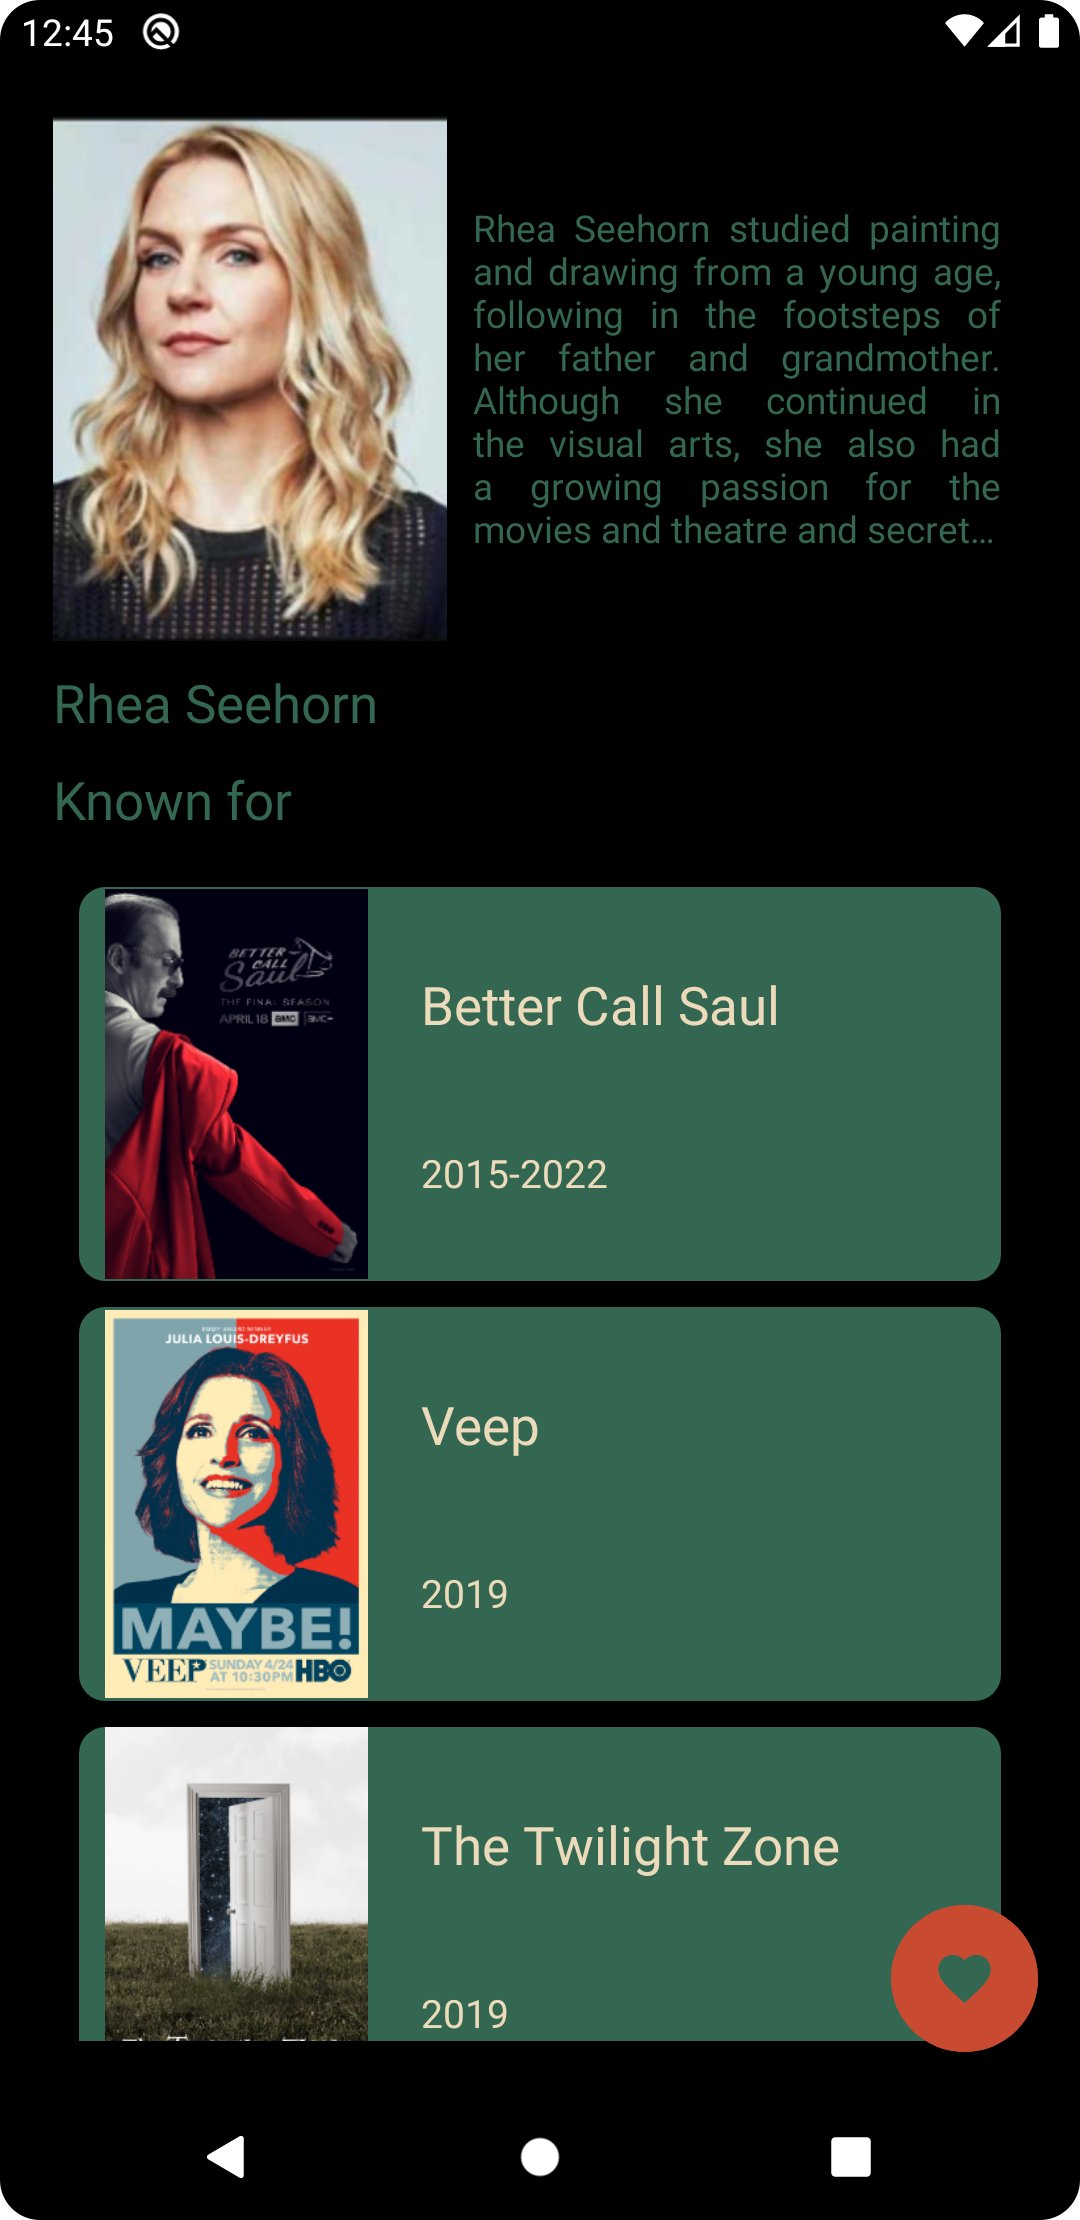 12:45
Rhea Seehorn studied painting
and drawing from a young age,
following in the footsteps of
her father and grandmother.
Although she continued in
the visual arts, she also had
a growing passion for the
movies and theatre and secret…
Rhea Seehorn
Known for
BETTER
CALL
Saul
THE FINAL SEASON
APRIL 18 amc amc+
Better Call Saul
2015-2022
JULIA LOUIS-DREYFUS
MAYBE!
VEEP SUNDAY 4/24 AT 10:30PM HBO
Veep
2019
The Twilight Zone
2019